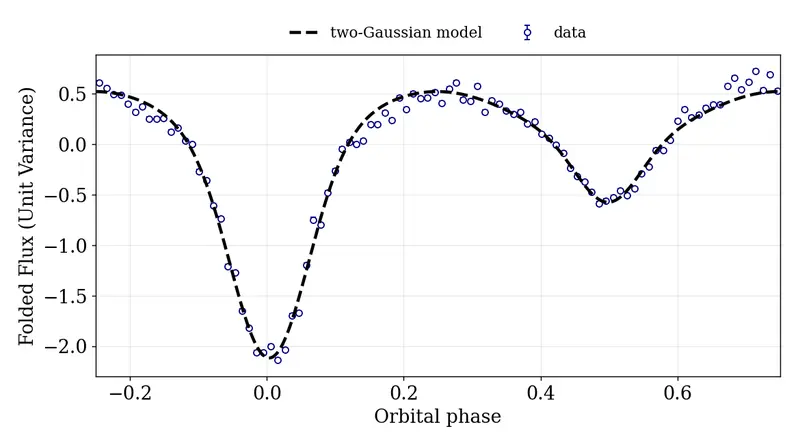 two-Gaussian model data
0.5
0.0
−0.5
−1.0
−1.5
−2.0
Folded Flux (Unit Variance)
−0.2 0.0 0.2 0.4 0.6
Orbital phase